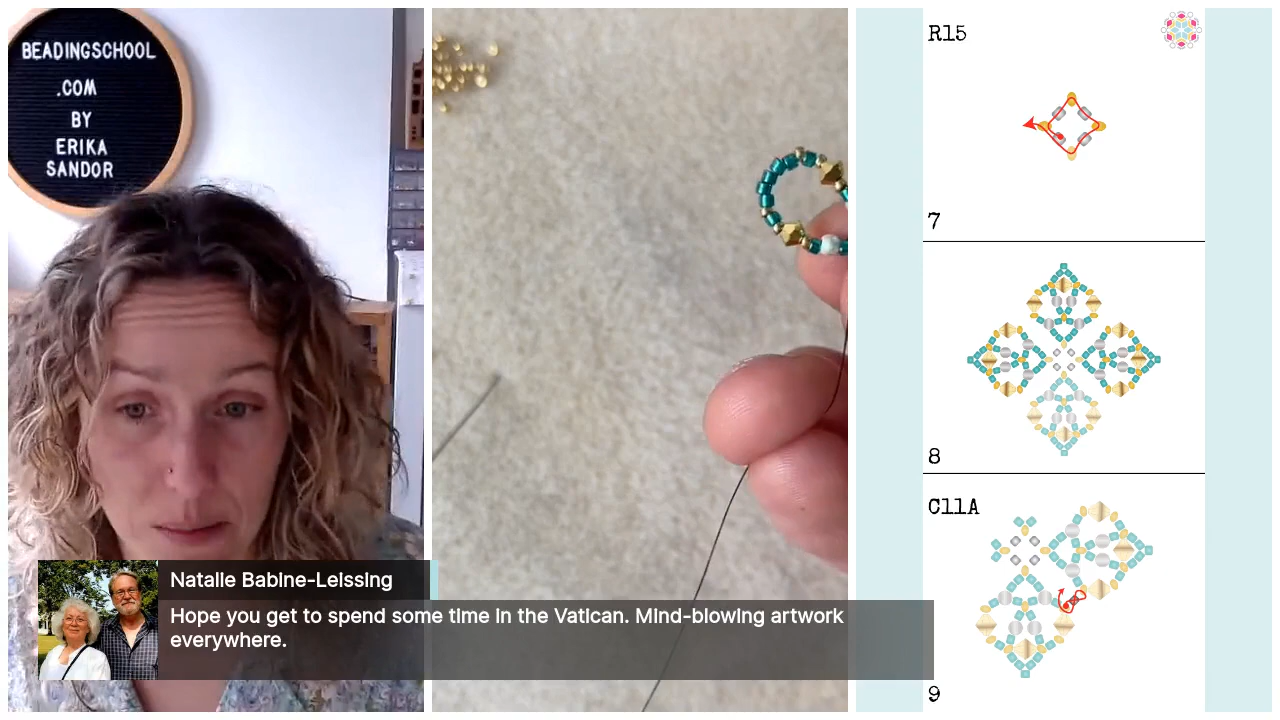 BEADINGSCHOOL
.COM
BY
ERIKA
SANDOR
Natalie Babine-Leissing
Hope you get to spend some time in the Vatican. Mind-blowing artwork
everywhere.
R15
7
8
C11A
9